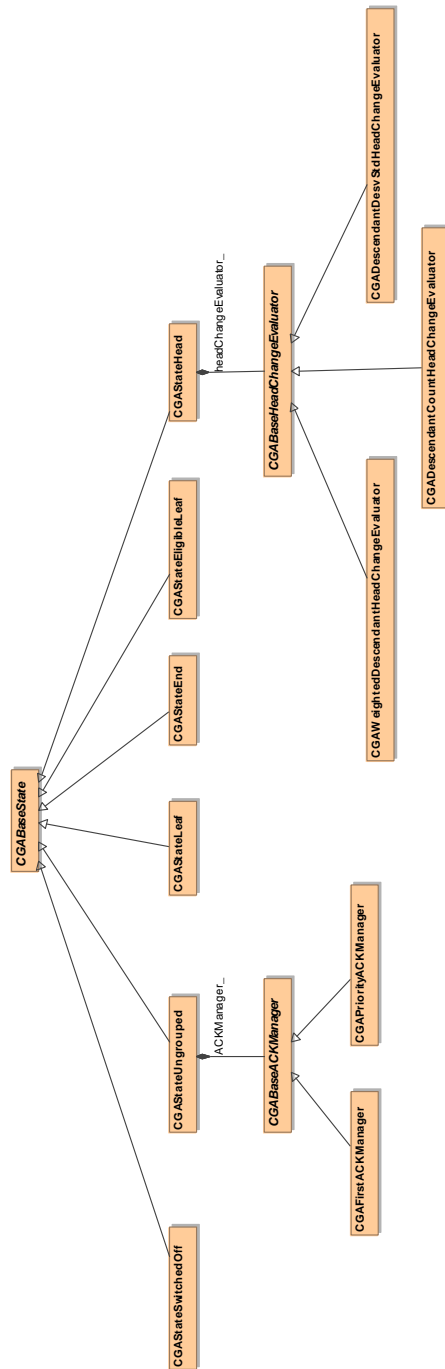 CGABaseState
CGAStateSwitchedOff
CGAStateUngrouped
CGAStateLeaf
CGAStateEnd
CGAStateEligibleLeaf
CGAStateHead
ACKManager_
headChangeEvaluator_
CGABaseACKManager
CGABaseHeadChangeEvaluator
CGAFirstACKManager
CGAPriorityACKManager
CGAWeightedDescendantHeadChangeEvaluator
CGADescendantDesvStdHeadChangeEvaluator
CGADescendantCountHeadChangeEvaluator